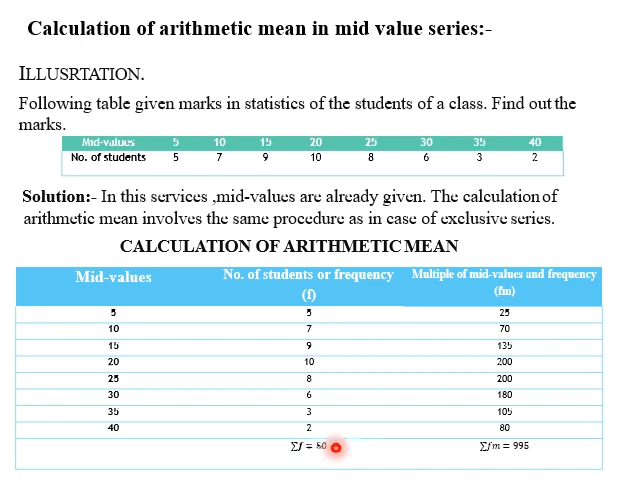 Calculation of arithmetic mean in mid value series:-
ILLUSRTATION.
Following table given marks in statistics of the students of a class. Find out the
marks.
Mid-values 5 10 15 20 25 30 35 40
No. of students 5 7 9 10 8 6 3 2
Solution:- In this services ,mid-values are already given. The calculation of
arithmetic mean involves the same procedure as in case of exclusive series.
CALCULATION OF ARITHMETIC MEAN
Mid-values No. of students or frequency (f) Multiple of mid-values and frequency (fm)
5 5 25
10 7 70
15 9 135
20 10 200
25 8 200
30 6 180
35 3 105
40 2 80
∑f = 50 ∑fm = 995